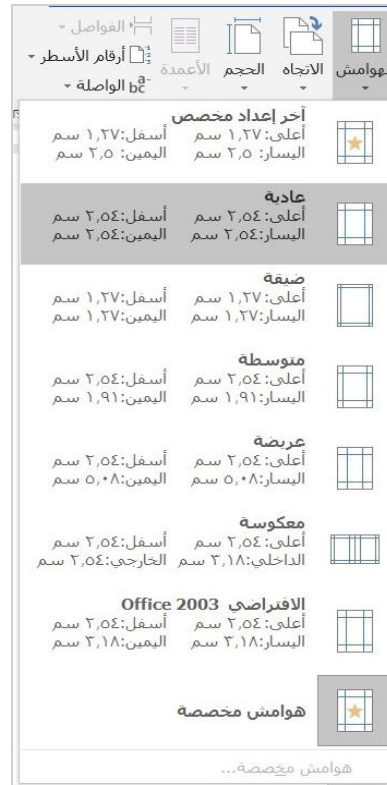 هوامش
الاتجاه
الحجم
الأعمدة
الفواصل
أرقام الأسطر
الواصلة
آخر إعداد مخصص
أعلى: ١,٢٧ سم أسفل:١,٢٧ سم
اليسار: ٢,٥ سم اليمين: ٢,٥ سم
عادية
أعلى: ٢,٥٤ سم أسفل:٢,٥٤ سم
اليسار:٢,٥٤ سم اليمين:٢,٥٤ سم
ضيقة
أعلى: ١,٢٧ سم أسفل:١,٢٧ سم
اليسار:١,٢٧ سم اليمين:١,٢٧ سم
متوسطة
أعلى: ٢,٥٤ سم أسفل:٢,٥٤ سم
اليسار:١,٩١ سم اليمين:١,٩١ سم
عريضة
أعلى: ٢,٥٤ سم أسفل:٢,٥٤ سم
اليسار:٥,٠٨ سم اليمين:٥,٠٨ سم
معكوسة
أعلى: ٢,٥٤ سم أسفل:٢,٥٤ سم
الداخلي:٣,١٨ سم الخارجي:٢,٥٤ سم
الافتراضي Office 2003
أعلى: ٢,٥٤ سم أسفل:٢,٥٤ سم
اليسار:٣,١٨ سم اليمين:٣,١٨ سم
هوامش مخصصة
هوامش مخصصة...